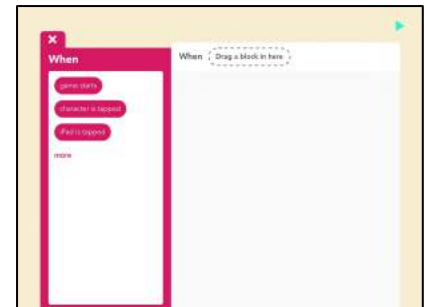 When
When Drag a block in here
game starts
character is tapped
iPad is tapped
more